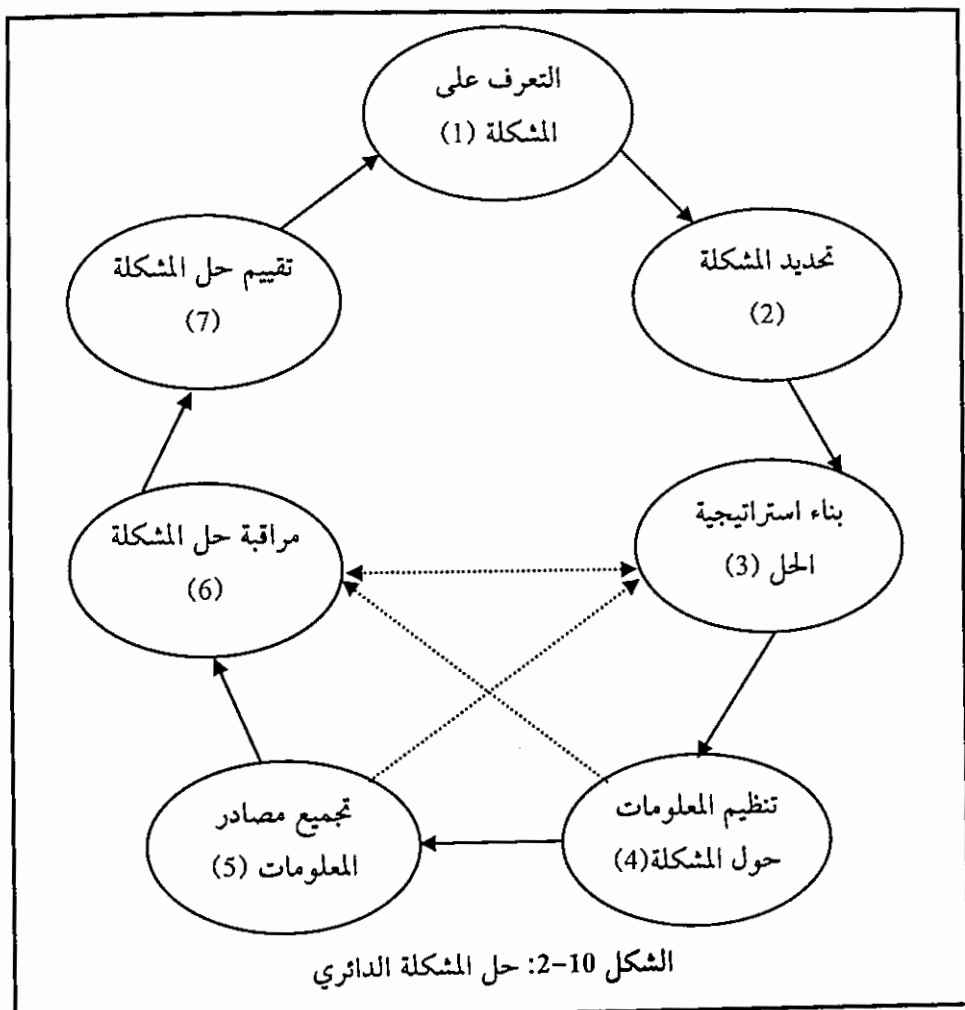 التعرف على
المشكلة (1)
تحديد المشكلة
(2)
بناء استراتيجية
الحل (3)
تنظيم المعلومات
حول المشكلة(4)
تجميع مصادر
المعلومات (5)
مراقبة حل المشكلة
(6)
تقييم حل المشكلة
(7)
الشكل 10-2: حل المشكلة الدائري